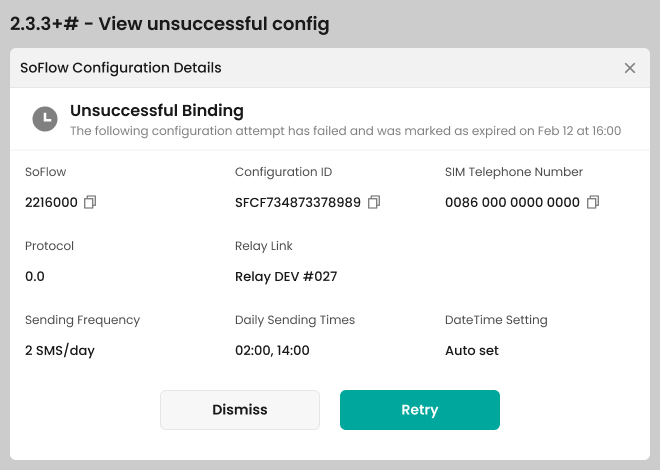 2.3.3+# - View unsuccessful config
SoFlow Configuration Details
Unsuccessful Binding
The following configuration attempt has failed and was marked as expired on Feb 12 at 16:00
SoFlow
Configuration ID
SIM Telephone Number
2216000
SFCF734873378989
0086 000 0000 0000
Protocol
Relay Link
0.0
Relay DEV #027
Sending Frequency
Daily Sending Times
DateTime Setting
2 SMS/day
02:00, 14:00
Auto set
Dismiss
Retry